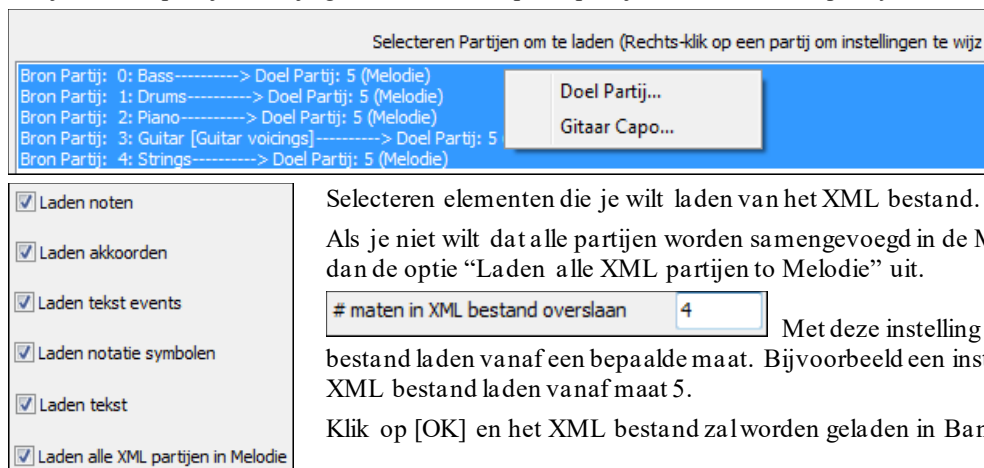 Selecteren Partijen om te laden (Rechts-klik op een partij om instellingen te wijz
Bron Partij: 0: Bass----------> Doel Partij: 5 (Melodie)
Bron Partij: 1: Drums----------> Doel Partij: 5 (Melodie)
Bron Partij: 2: Piano----------> Doel Partij: 5 (Melodie)
Bron Partij: 3: Guitar [Guitar voicings]----------> Doel Partij: 5
Bron Partij: 4: Strings----------> Doel Partij: 5 (Melodie)
Doel Partij...
Gitaar Capo...
Laden noten
Laden akkoorden
Laden tekst events
Laden notatie symbolen
Laden tekst
Laden alle XML partijen in Melodie
Selecteren elementen die je wilt laden van het XML bestand.
Als je niet wilt dat alle partijen worden samengevoegd in de M
dan de optie “Laden alle XML partijen to Melodie” uit.
# maten in XML bestand overslaan 4
Met deze instelling
bestand laden vanaf een bepaalde maat. Bijvoorbeeld een inst
XML bestand laden vanaf maat 5.
Klik op [OK] en het XML bestand zal worden geladen in Ban